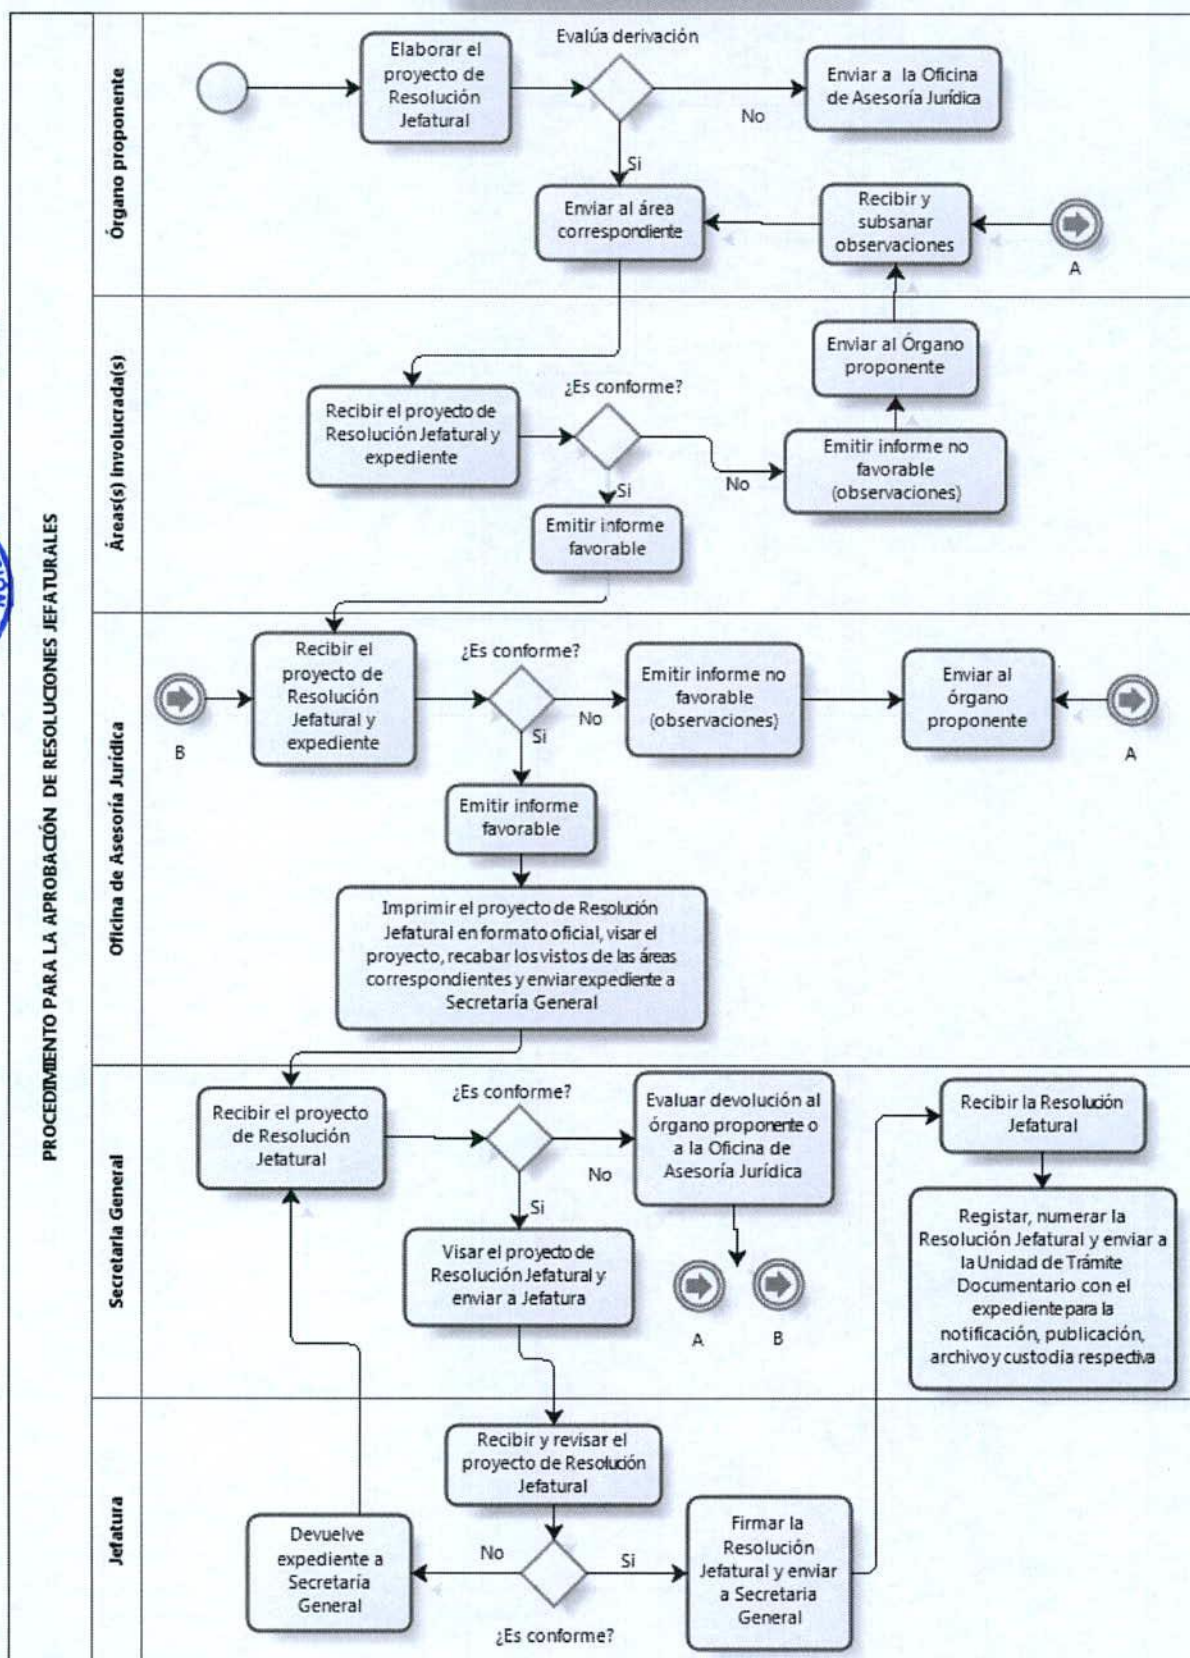 PROCEDIMIENTO PARA LA APROBACIÓN DE RESOLUCIONES JEFATURALES
Órgano proponente
Elaborar el
proyecto de
Resolución
Jefatural
Evalúa derivación
No
Enviar a la Oficina
de Asesoría Jurídica
Si
Enviar al área
correspondiente
Recibir y
subsanar
observaciones
A
Áreas(s) Involucrada(s)
Recibir el proyecto de
Resolución Jefatural y
expediente
¿Es conforme?
No
Si
Emitir informe
favorable
Emitir informe no
favorable
(observaciones)
Enviar al Órgano
proponente
Oficina de Asesoría Jurídica
B
Recibir el
proyecto de
Resolución
Jefatural y
expediente
¿Es conforme?
No
Si
Emitir informe no
favorable
(observaciones)
Enviar al
órgano
proponente
A
Emitir informe
favorable
Imprimir el proyecto de Resolución
Jefatural en formato oficial, visar el
proyecto, recabar los vistos de las áreas
correspondientes y enviar expediente a
Secretaría General
Secretaría General
Recibir el proyecto
de Resolución
Jefatural
¿Es conforme?
No
Si
Evaluar devolución al
órgano proponente o
a la Oficina de
Asesoría Jurídica
A
B
Visar el proyecto de
Resolución Jefatural y
enviar a Jefatura
Recibir la Resolución
Jefatural
Registar, numerar la
Resolución Jefatural y enviar a
la Unidad de Trámite
Documentario con el
expediente para la
notificación, publicación,
archivo y custodia respectiva
Jefatura
Recibir y revisar el
proyecto de Resolución
Jefatural
¿Es conforme?
No
Si
Devuelve
expediente a
Secretaría
General
Firmar la
Resolución
Jefatural y enviar
a Secretaria
General